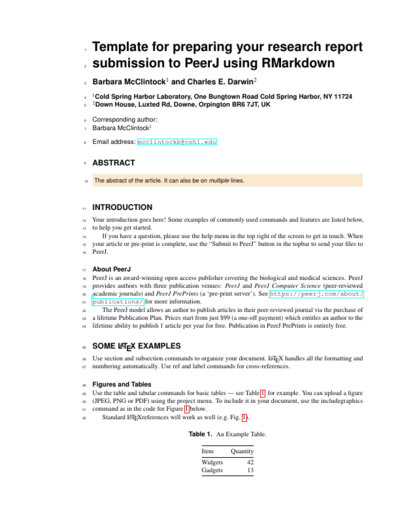 1 Template for preparing your research report
2 submission to PeerJ using RMarkdown
3 Barbara McClintock1 and Charles E. Darwin2
4 1Cold Spring Harbor Laboratory, One Bungtown Road Cold Spring Harbor, NY 11724
5 2Down House, Luxted Rd, Downe, Orpington BR6 7JT, UK
6 Corresponding author:
7 Barbara McClintock1
8 Email address: mcclintockb@cshl.edu
9 ABSTRACT
10 The abstract of the article. It can also be on multiple lines.
11 INTRODUCTION
12 Your introduction goes here! Some examples of commonly used commands and features are listed below,
13 to help you get started.
14 If you have a question, please use the help menu in the top right of the screen to get in touch. When
15 your article or pre-print is complete, use the “Submit to PeerJ” button in the topbar to send your files to
16 PeerJ.
17 About PeerJ
18 PeerJ is an award-winning open access publisher covering the biological and medical sciences. PeerJ
19 provides authors with three publication venues: PeerJ and PeerJ Computer Science (peer-reviewed
20 academic journals) and PeerJ PrePrints (a ‘pre-print server’). See https://peerj.com/about/
21 publications/ for more information.
22 The PeerJ model allows an author to publish articles in their peer-reviewed journal via the purchase of
23 a lifetime Publication Plan. Prices start from just $99 (a one-off payment) which entitles an author to the
24 lifetime ability to publish 1 article per year for free. Publication in PeerJ PrePrints is entirely free.
25 SOME LATEX EXAMPLES
26 Use section and subsection commands to organize your document. LATEX handles all the formatting and
27 numbering automatically. Use ref and label commands for cross-references.
28 Figures and Tables
29 Use the table and tabular commands for basic tables — see Table 1, for example. You can upload a figure
30 (JPEG, PNG or PDF) using the project menu. To include it in your document, use the includegraphics
31 command as in the code for Figure 1 below.
32 Standard LATEXreferences will work as well (e.g. Fig. 1).
Table 1. An Example Table.
Item Quantity
Widgets 42
Gadgets 13